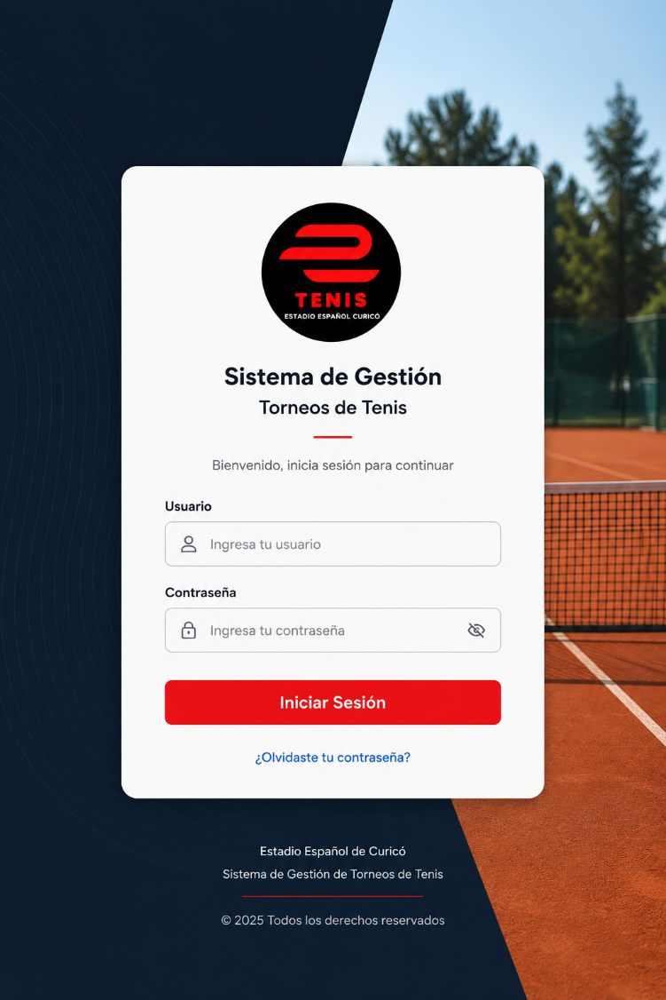 TENIS
ESTADIO ESPAÑOL CURICÓ
Sistema de Gestión
Torneos de Tenis
Bienvenido, inicia sesión para continuar
Usuario
Ingresa tu usuario
Contraseña
Ingresa tu contraseña
Iniciar Sesión
¿Olvidaste tu contraseña?
Estadio Español de Curicó
Sistema de Gestión de Torneos de Tenis
© 2025 Todos los derechos reservados